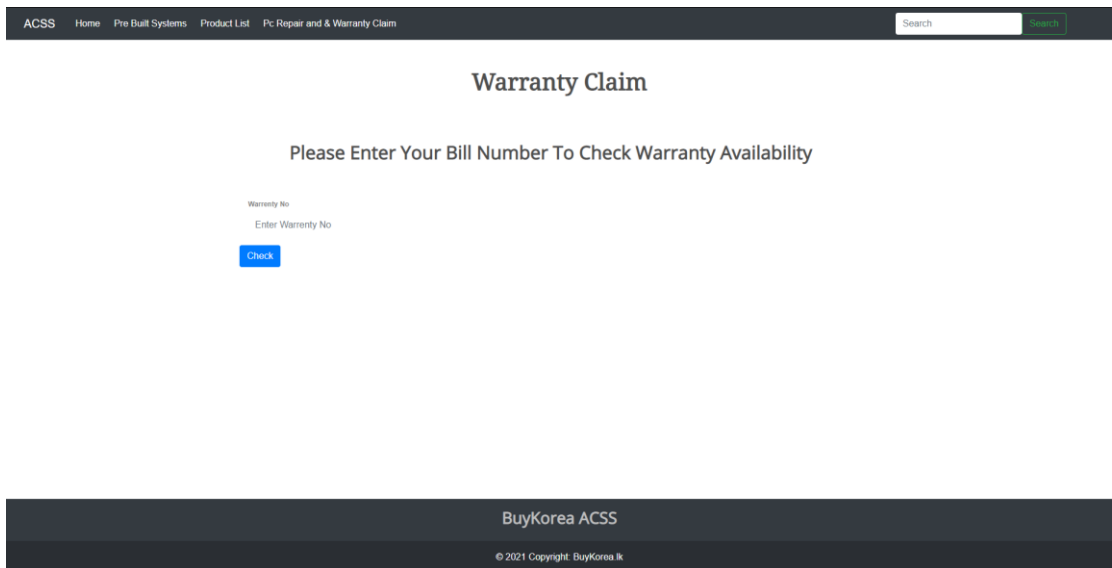 ACSS Home Pre Built Systems Product List Pc Repair and & Warranty Claim Search Search
Warranty Claim
Please Enter Your Bill Number To Check Warranty Availability
Warrenty No
Enter Warrenty No
Check
BuyKorea ACSS
© 2021 Copyright: BuyKorea.lk